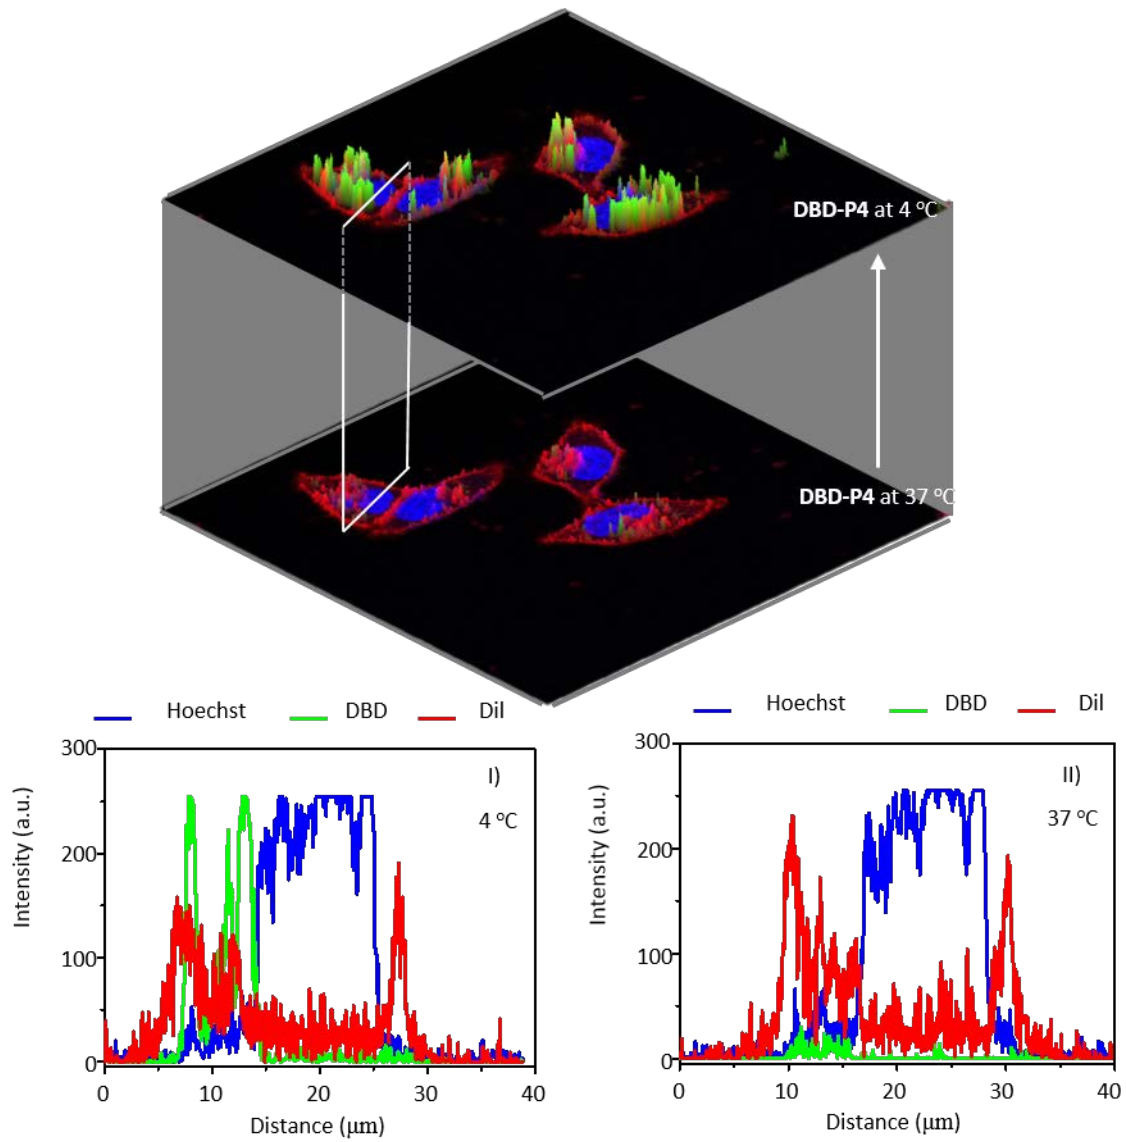 DBD-P4 at 4 °C
DBD-P4 at 37 °C
Hoechst DBD Dil
300
200
100
0
I)
4 °C
Intensity (a.u.)
0 10 20 30 40
Distance (μm)
Hoechst DBD Dil
300
200
100
0
II)
37 °C
Intensity (a.u.)
0 10 20 30 40
Distance (μm)